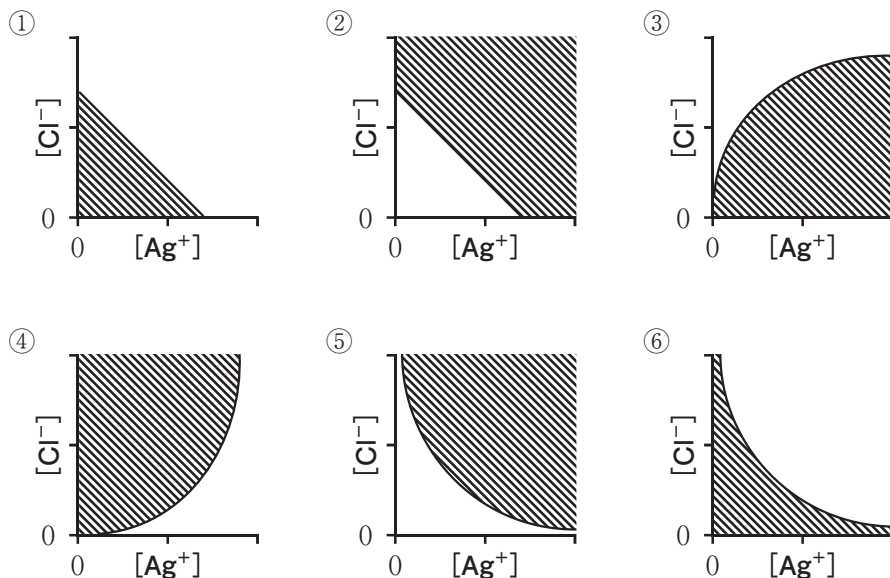 ① ② ③
[Cl⁻] [Cl⁻] [Cl⁻]
0 0 0
0 [Ag⁺] 0 [Ag⁺] 0 [Ag⁺]
④ ⑤ ⑥
[Cl⁻] [Cl⁻] [Cl⁻]
0 0 0
0 [Ag⁺] 0 [Ag⁺] 0 [Ag⁺]